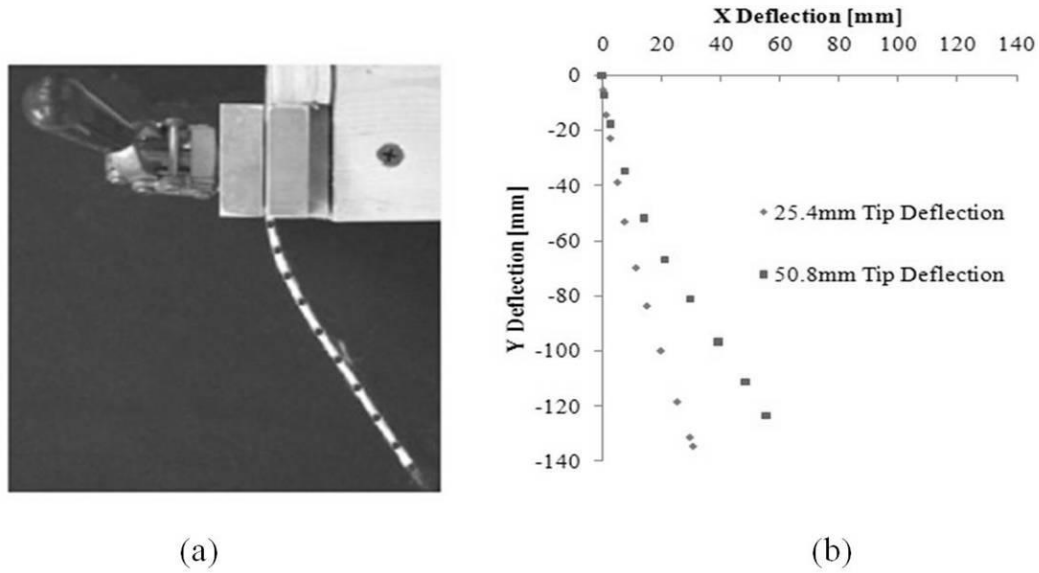 X Deflection [mm]
0 20 40 60 80 100 120 140
0
-20
-40
-60
-80
-100
-120
-140
Y Deflection [mm]
25.4mm Tip Deflection
50.8mm Tip Deflection
(a)
(b)